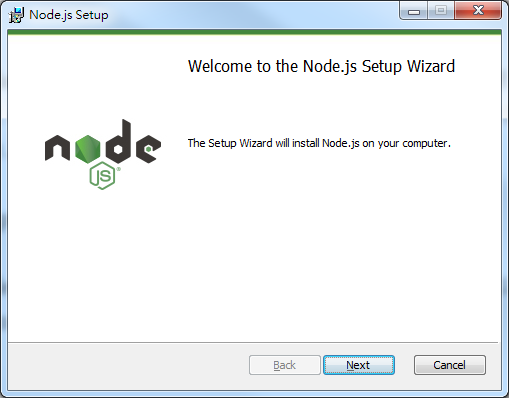 Node.js Setup
Welcome to the Node.js Setup Wizard
node
JS®
The Setup Wizard will install Node.js on your computer.
Back
Next
Cancel